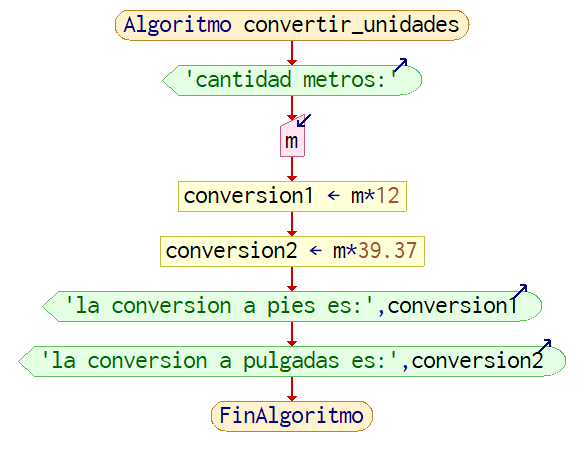 Algoritmo convertir_unidades
'cantidad metros:'
m
conversion1 ← m*12
conversion2 ← m*39.37
'la conversion a pies es:',conversion1
'la conversion a pulgadas es:',conversion2
FinAlgoritmo